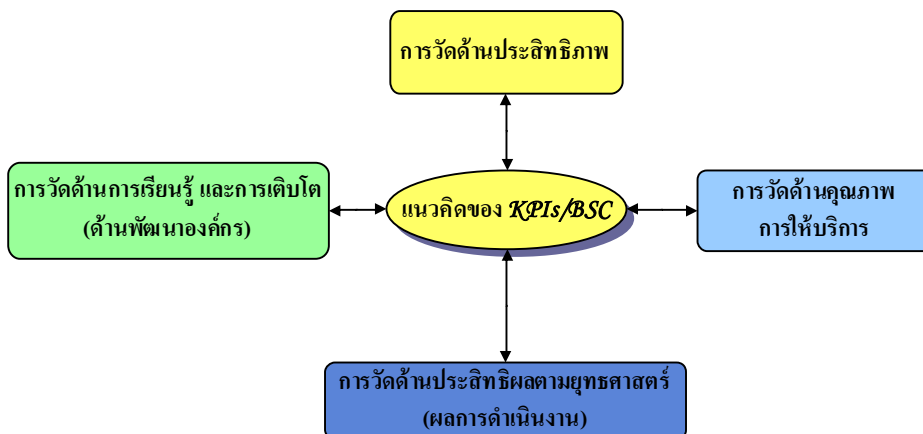 การวัดด้านประสิทธิภาพ
การวัดด้านการเรียนรู้ และการเติบโต
(ด้านพัฒนาองค์กร)
แนวคิดของ KPIs/BSC
การวัดด้านคุณภาพ
การให้บริการ
การวัดด้านประสิทธิผลตามยุทธศาสตร์
(ผลการดำเนินงาน)